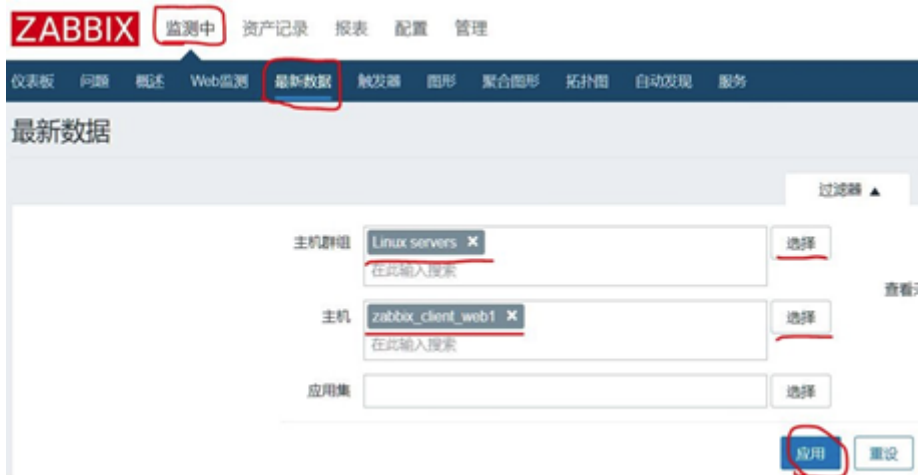 ZABBIX 监测中 资产记录 报表 配置 管理
仪表板 问题 概述 Web监测 最新数据 触发器 图形 聚合图形 拓扑图 自动发现 服务
最新数据
过滤器 ▲
主机群组 Linux servers × 选择
在此输入搜索
查看
主机 zabbix_client_web1 × 选择
在此输入搜索
应用集 选择
应用 重设